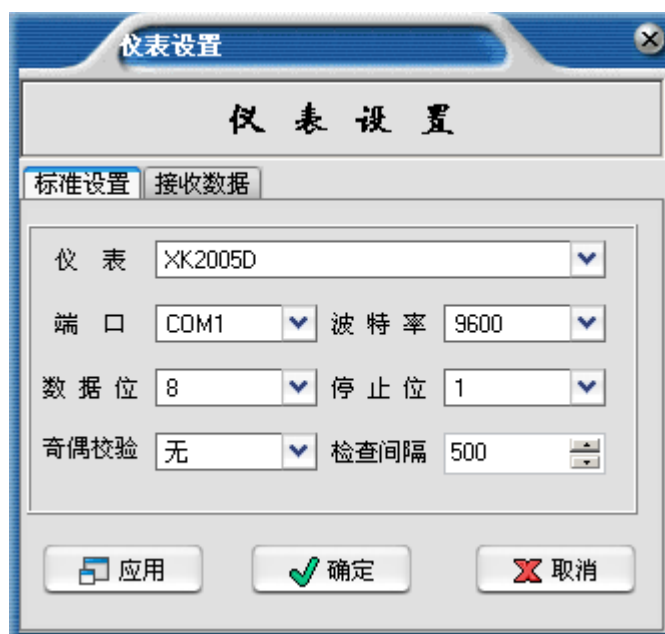 仪表设置
仪表设置
标准设置 接收数据
仪表 XK2005D
端口 COM1 波特率 9600
数据位 8 停止位 1
奇偶校验 无 检查间隔 500
应用 确定 取消